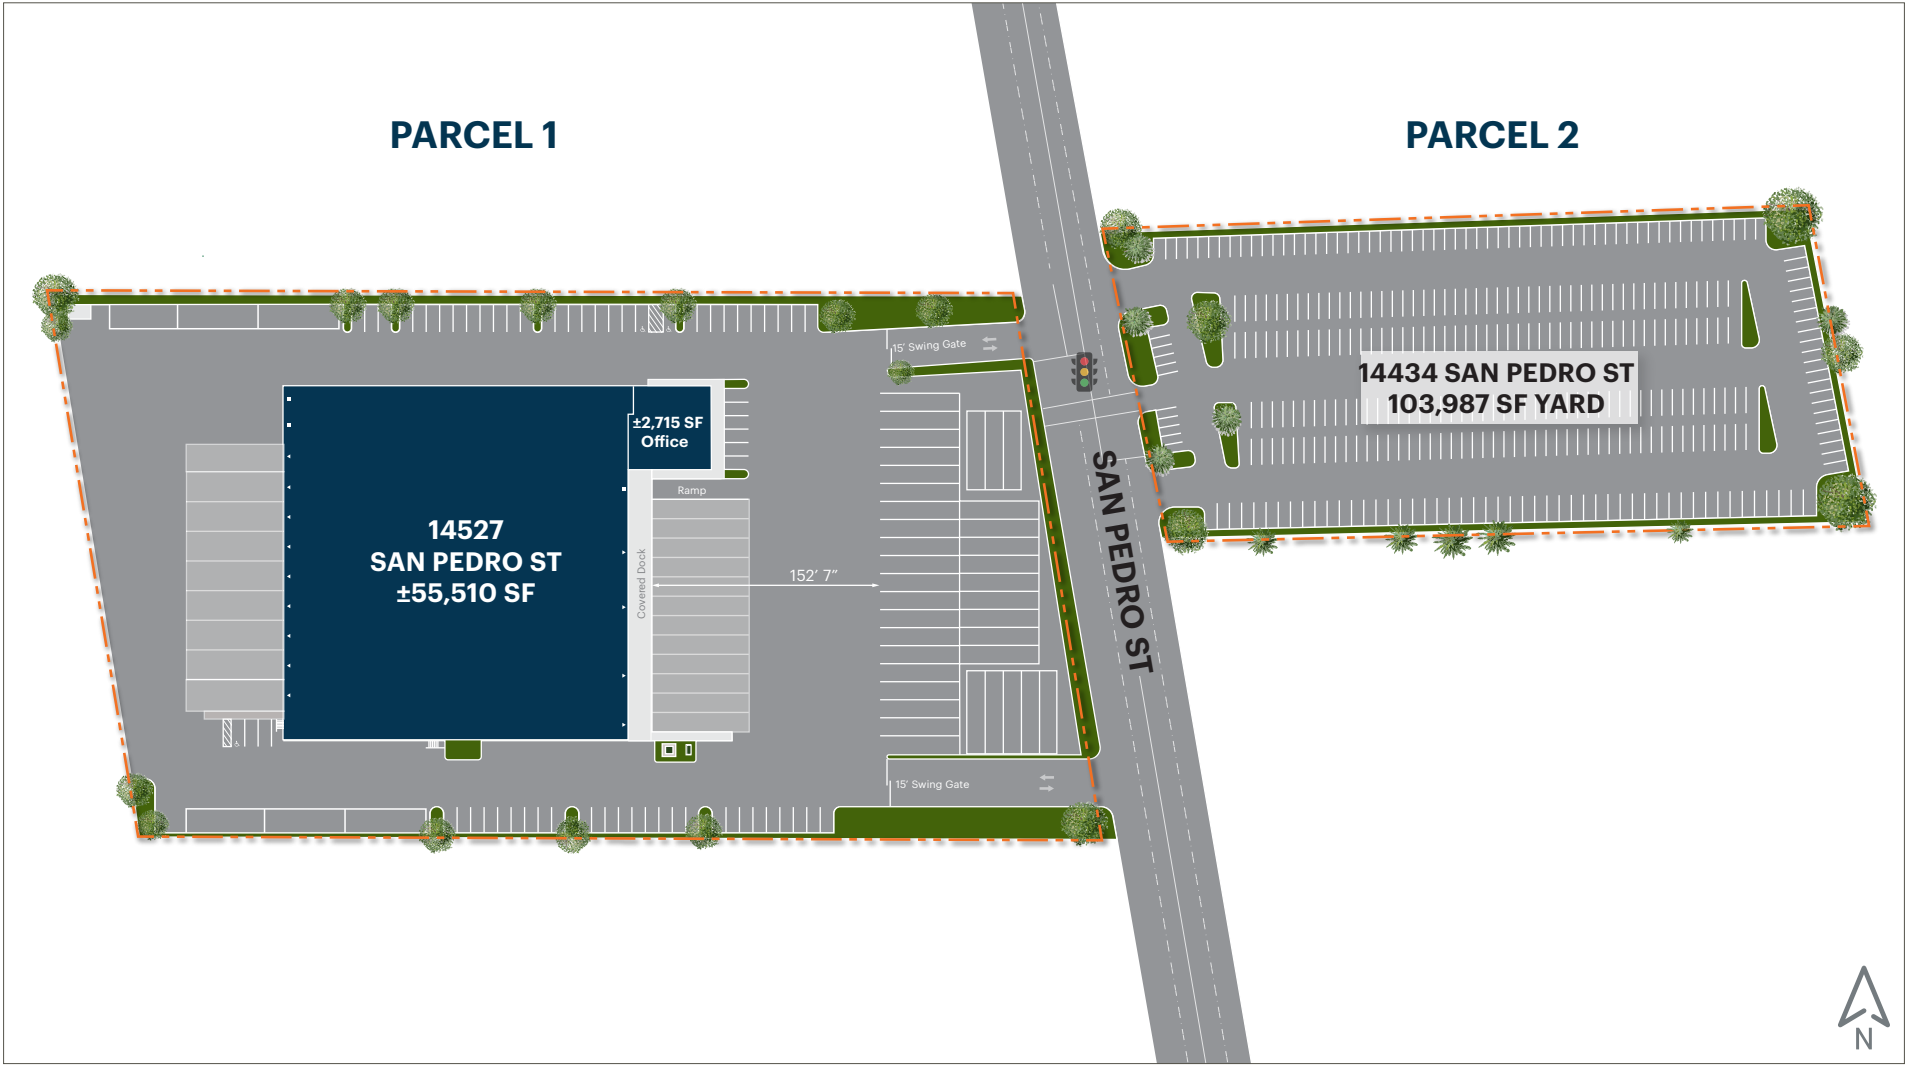 PARCEL 1
PARCEL 2
15' Swing Gate
14434 SAN PEDRO ST
103,987 SF YARD
±2,715 SF
Office
Ramp
14527
SAN PEDRO ST
±55,510 SF
Covered Dock
152' 7"
SAN PEDRO ST
15' Swing Gate
N